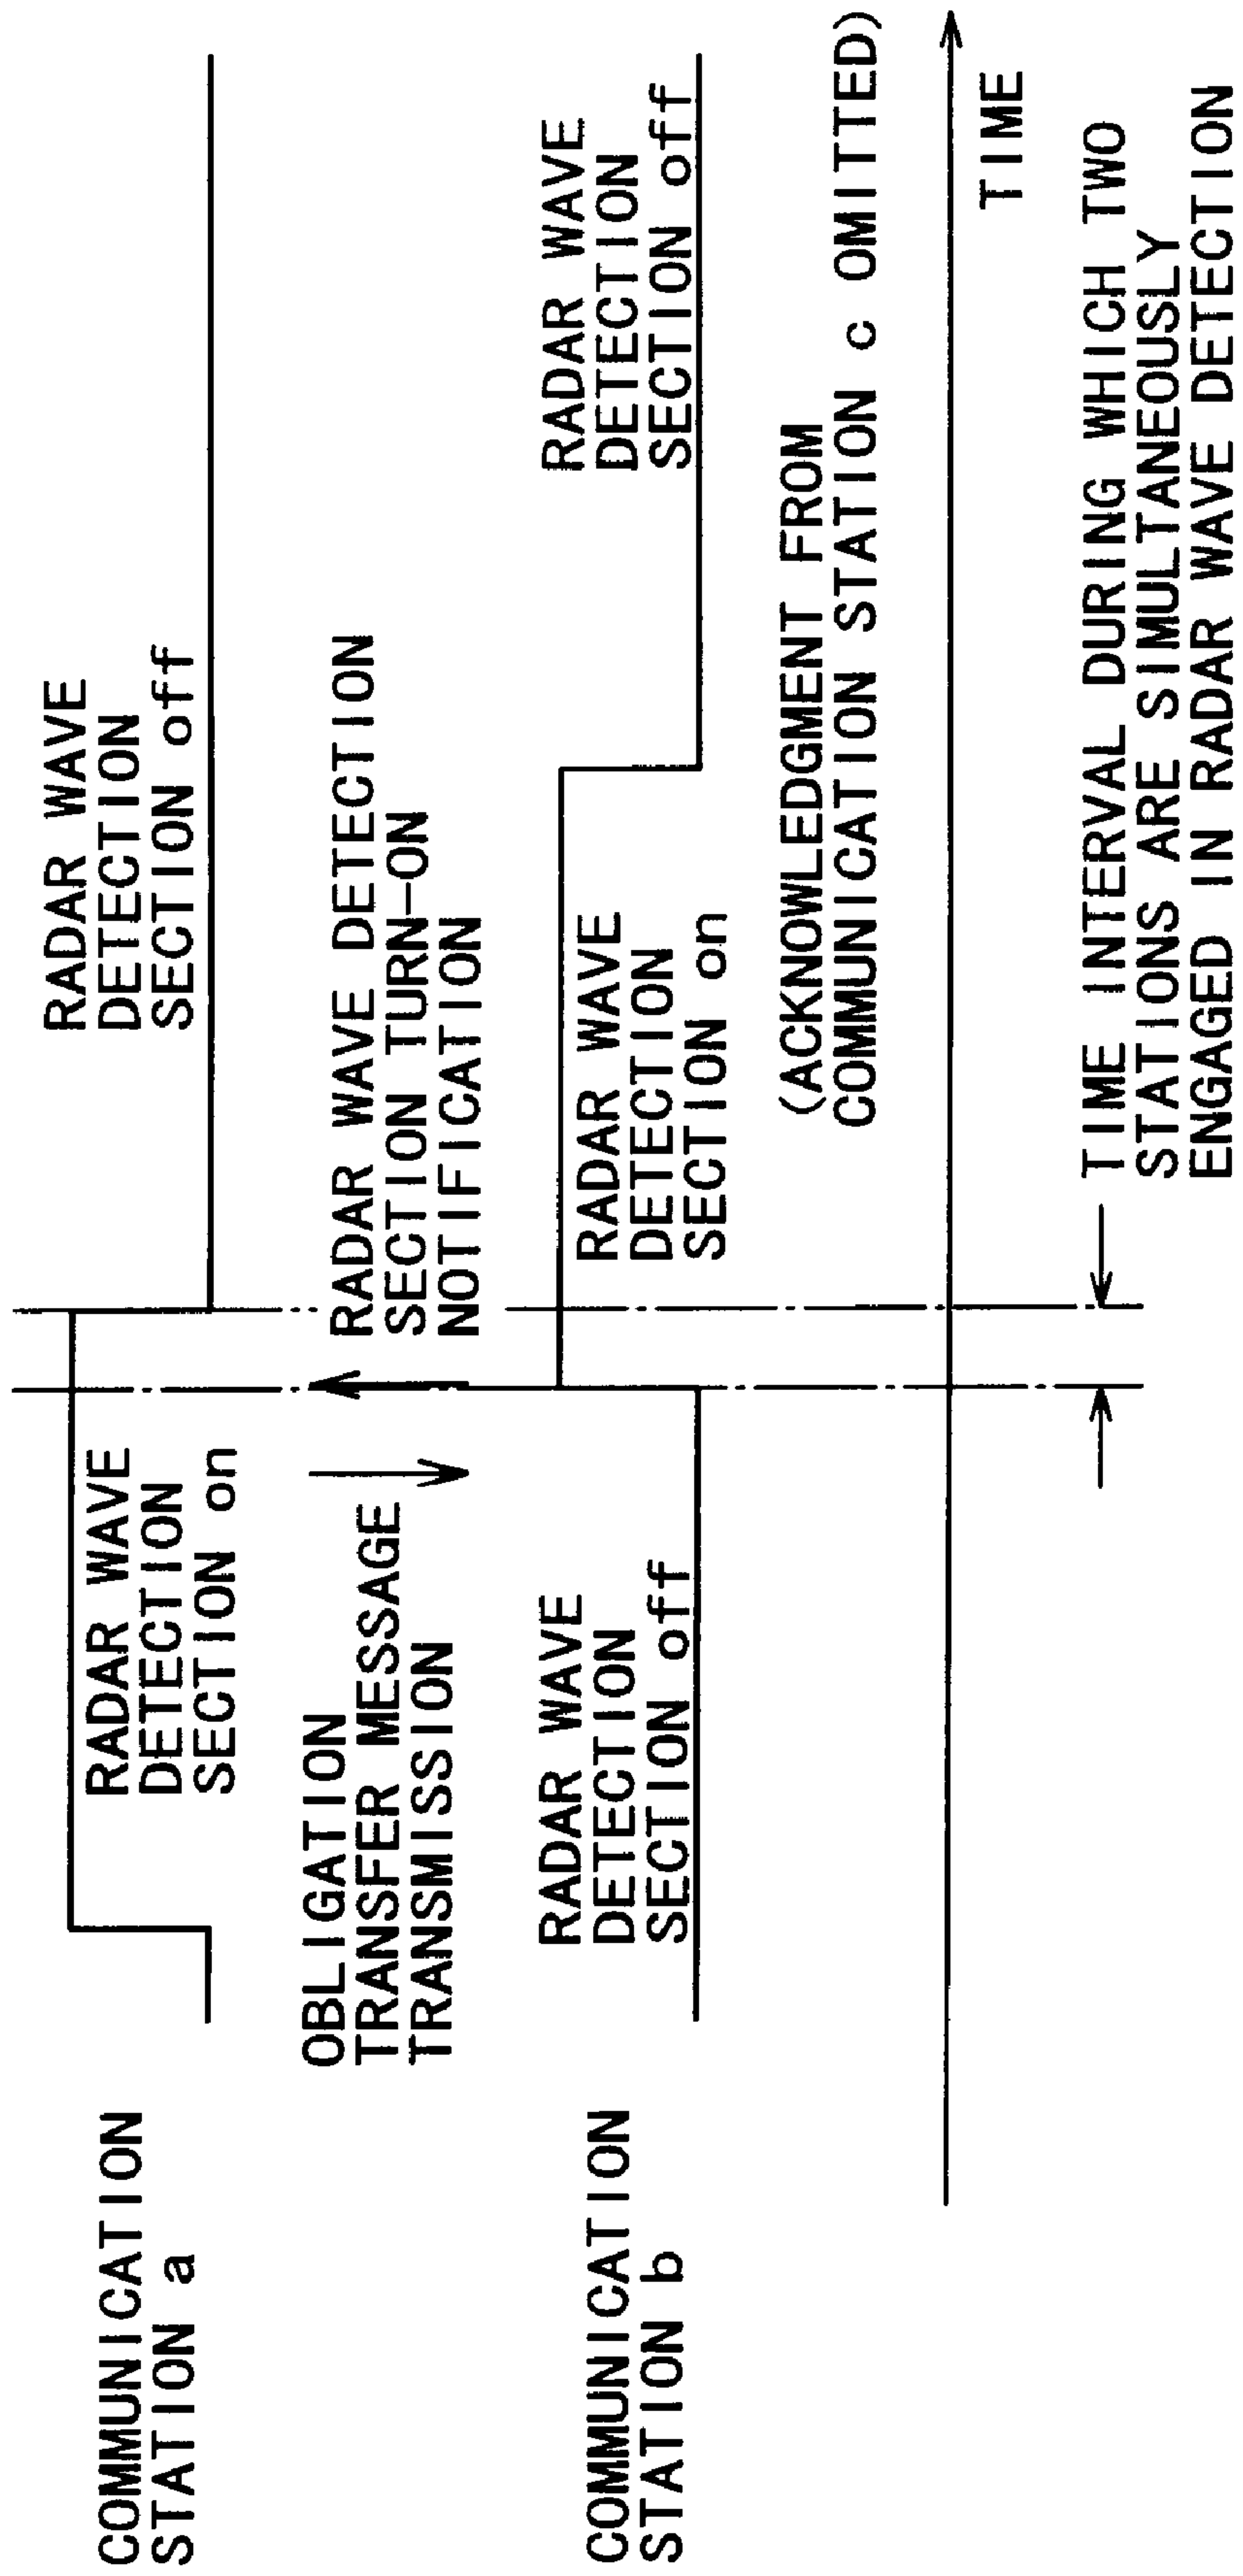 COMMUNICATION
STATION a
RADAR WAVE
DETECTION
SECTION on
RADAR WAVE
DETECTION
SECTION off
OBLIGATION
TRANSFER MESSAGE
TRANSMISSION
RADAR WAVE DETECTION
SECTION TURN-ON
NOTIFICATION
COMMUNICATION
STATION b
RADAR WAVE
DETECTION
SECTION off
RADAR WAVE
DETECTION
SECTION on
RADAR WAVE
DETECTION
SECTION off
(ACKNOWLEDGMENT FROM
COMMUNICATION STATION c OMITTED)
TIME
TIME INTERVAL DURING WHICH TWO
STATIONS ARE SIMULTANEOUSLY
ENGAGED IN RADAR WAVE DETECTION